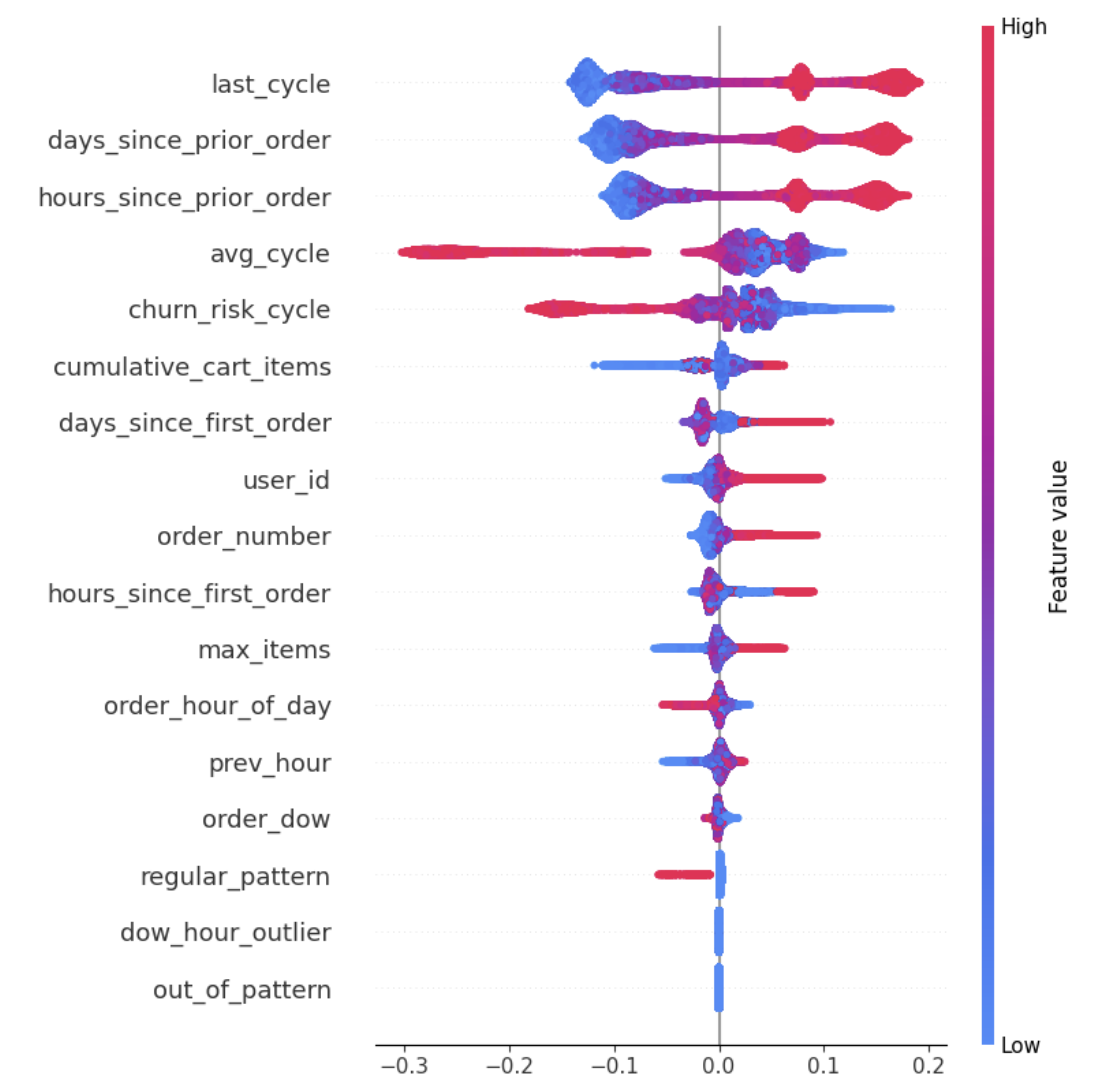 High
last_cycle
days_since_prior_order
hours_since_prior_order
avg_cycle
churn_risk_cycle
cumulative_cart_items
days_since_first_order
user_id
order_number
hours_since_first_order
max_items
order_hour_of_day
prev_hour
order_dow
regular_pattern
dow_hour_outlier
out_of_pattern
Feature value
Low
−0.3 −0.2 −0.1 0.0 0.1 0.2